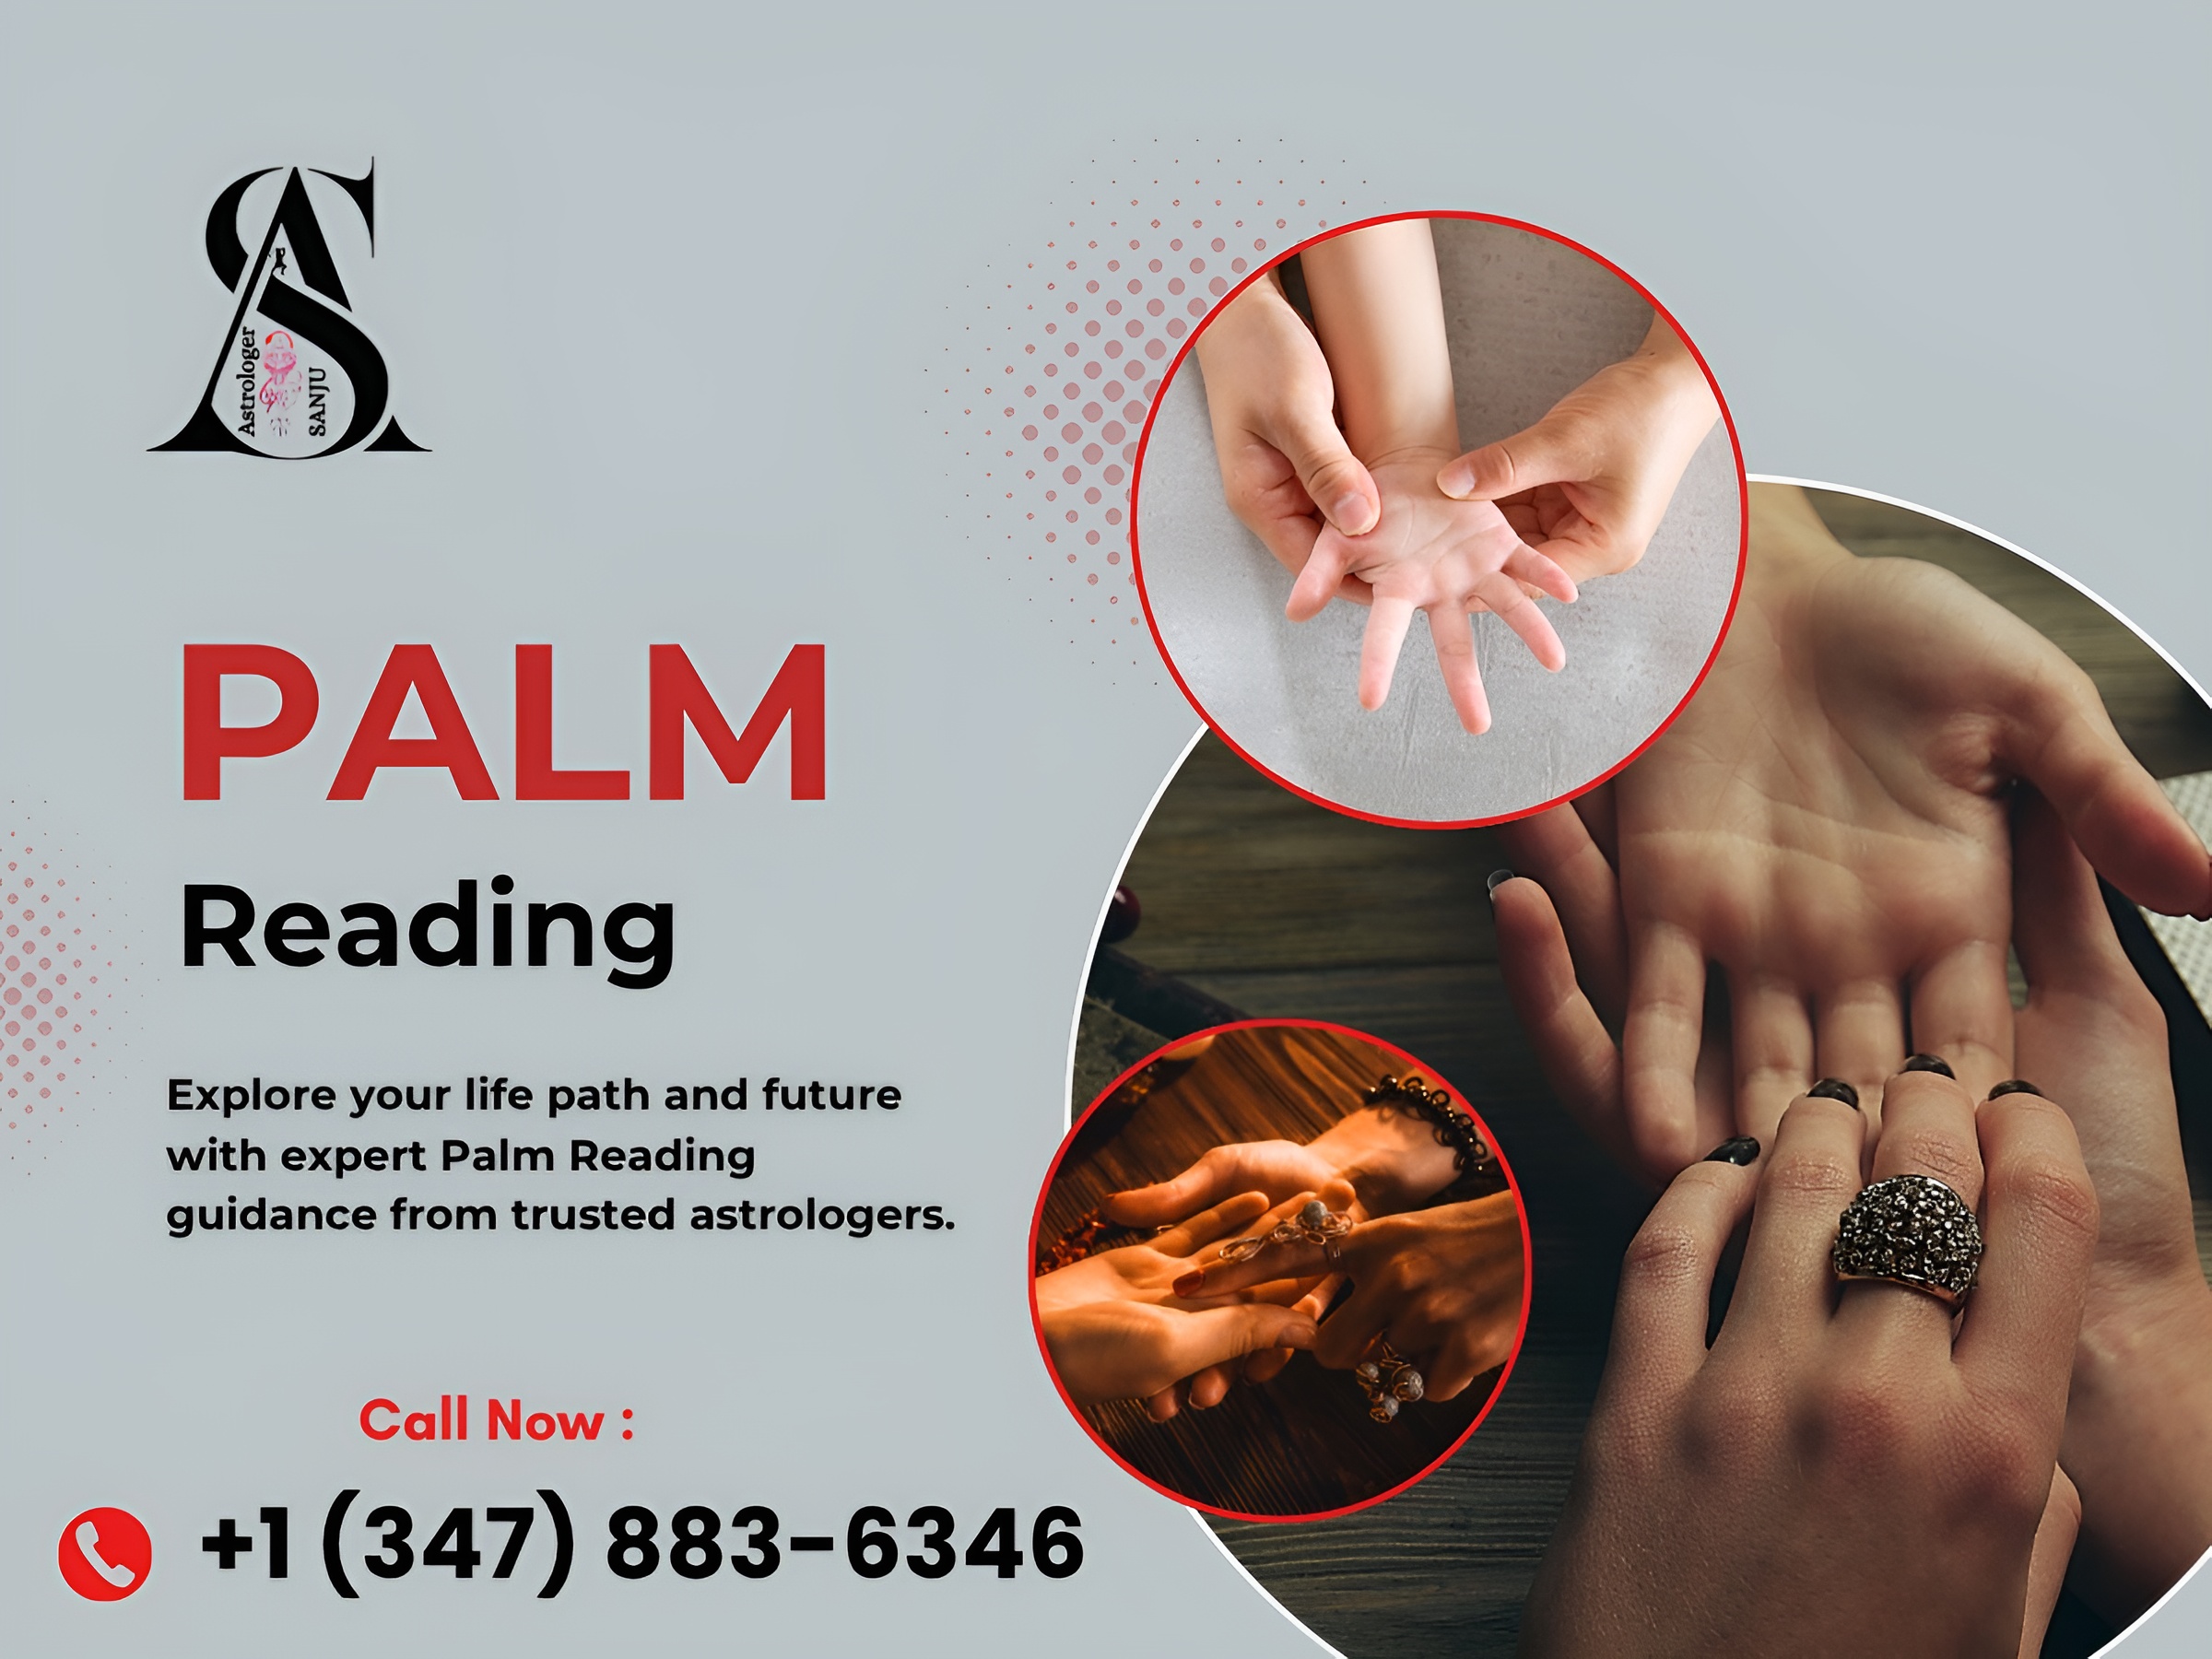 Astrologer
SANJU
PALM
Reading
Explore your life path and future
with expert Palm Reading
guidance from trusted astrologers.
Call Now :
+1 (347) 883-6346